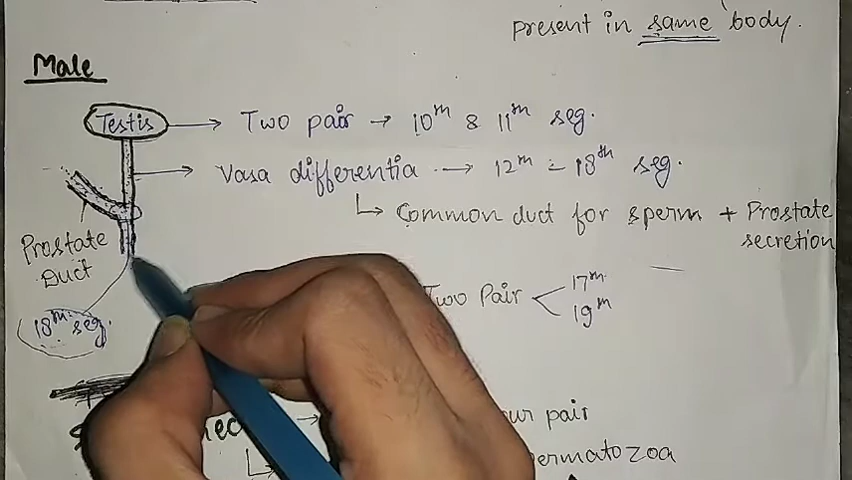 present in same body.
Male
Testis → Two pair → 10th & 11th seg.
Vasa differentia → 12th - 18th seg.
↳ Common duct for sperm + Prostate
secretion
Prostate
Duct
Two Pair < 17th
19th
18th seg.
→ pair
↳